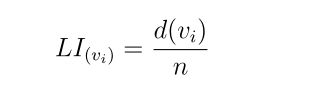 LI_{(v_i)} = \frac{d(v_i)}{n}